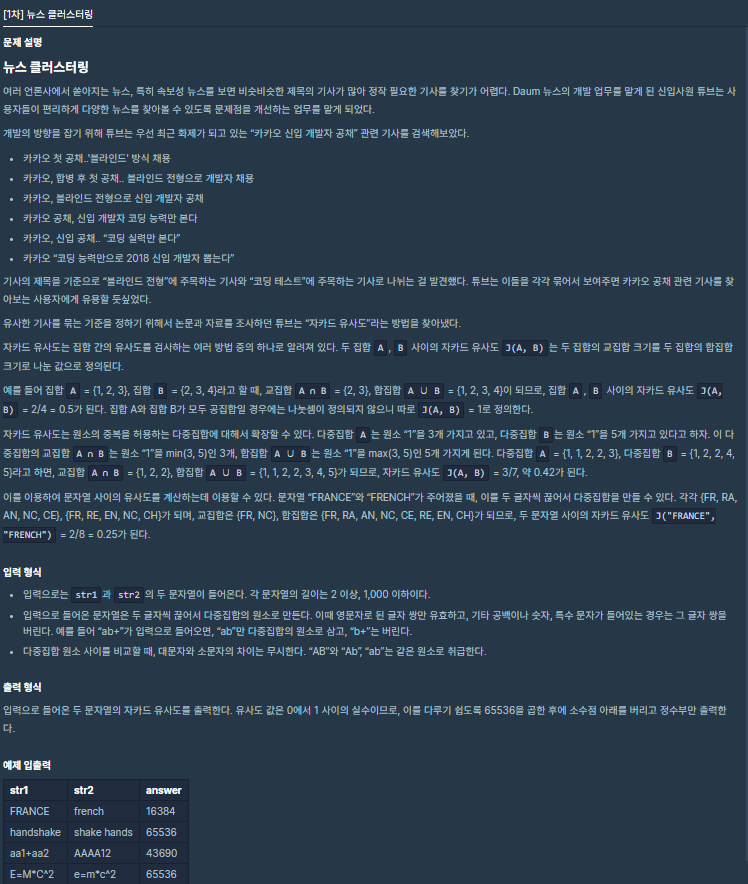 [1차] 뉴스 클러스터링
문제 설명
뉴스 클러스터링
여러 언론사에서 쏟아지는 뉴스, 특히 속보성 뉴스를 보면 비슷비슷한 제목의 기사가 많아 정작 필요한 기사를 찾기가 어렵다. Daum 뉴스의 개발 업무를 맡게 된 신입사원 튜브는 사
용자들이 편리하게 다양한 뉴스를 찾아볼 수 있도록 문제점을 개선하는 업무를 맡게 되었다.
개발의 방향을 잡기 위해 튜브는 우선 최근 화제가 되고 있는 “카카오 신입 개발자 공채” 관련 기사를 검색해보았다.
• 카카오 첫 공채..'블라인드' 방식 채용
• 카카오, 합병 후 첫 공채.. 블라인드 전형으로 개발자 채용
• 카카오, 블라인드 전형으로 신입 개발자 공채
• 카카오 공채, 신입 개발자 코딩 능력만 본다
• 카카오, 신입 공채.. “코딩 실력만 본다”
• 카카오 “코딩 능력만으로 2018 신입 개발자 뽑는다”
기사의 제목을 기준으로 “블라인드 전형”에 주목하는 기사와 “코딩 테스트”에 주목하는 기사로 나뉘는 걸 발견했다. 튜브는 이들을 각각 묶어서 보여주면 카카오 공채 관련 기사를 찾
아보는 사용자에게 유용할 듯싶었다.
유사한 기사를 묶는 기준을 정하기 위해서 논문과 자료를 조사하던 튜브는 “자카드 유사도”라는 방법을 찾아냈다.
자카드 유사도는 집합 간의 유사도를 검사하는 여러 방법 중의 하나로 알려져 있다. 두 집합 A , B 사이의 자카드 유사도 J(A, B) 는 두 집합의 교집합 크기를 두 집합의 합집합
크기로 나눈 값으로 정의된다.
예를 들어 집합 A = {1, 2, 3}, 집합 B = {2, 3, 4}라고 할 때, 교집합 A ∩ B = {2, 3}, 합집합 A ∪ B = {1, 2, 3, 4}이 되므로, 집합 A , B 사이의 자카드 유사도 J(A,
B) = 2/4 = 0.5가 된다. 집합 A와 집합 B가 모두 공집합일 경우에는 나눗셈이 정의되지 않으니 따로 J(A, B) = 1로 정의한다.
자카드 유사도는 원소의 중복을 허용하는 다중집합에 대해서 확장할 수 있다. 다중집합 A 는 원소 “1”을 3개 가지고 있고, 다중집합 B 는 원소 “1”을 5개 가지고 있다고 하자. 이 다
중집합의 교집합 A ∩ B 는 원소 “1”을 min(3, 5)인 3개, 합집합 A ∪ B 는 원소 “1”을 max(3, 5)인 5개 가지게 된다. 다중집합 A = {1, 1, 2, 2, 3}, 다중집합 B = {1, 2, 2, 4,
5}라고 하면, 교집합 A ∩ B = {1, 2, 2}, 합집합 A ∪ B = {1, 1, 2, 2, 3, 4, 5}가 되므로, 자카드 유사도 J(A, B) = 3/7, 약 0.42가 된다.
이를 이용하여 문자열 사이의 유사도를 계산하는데 이용할 수 있다. 문자열 “FRANCE”와 “FRENCH”가 주어졌을 때, 이를 두 글자씩 끊어서 다중집합을 만들 수 있다. 각각 {FR, RA,
AN, NC, CE}, {FR, RE, EN, NC, CH}가 되며, 교집합은 {FR, NC}, 합집합은 {FR, RA, AN, NC, CE, RE, EN, CH}가 되므로, 두 문자열 사이의 자카드 유사도 J("FRANCE",
"FRENCH") = 2/8 = 0.25가 된다.
입력 형식
• 입력으로는 str1 과 str2 의 두 문자열이 들어온다. 각 문자열의 길이는 2 이상, 1,000 이하이다.
• 입력으로 들어온 문자열은 두 글자씩 끊어서 다중집합의 원소로 만든다. 이때 영문자로 된 글자 쌍만 유효하고, 기타 공백이나 숫자, 특수 문자가 들어있는 경우는 그 글자 쌍을
버린다. 예를 들어 “ab+”가 입력으로 들어오면, “ab”만 다중집합의 원소로 삼고, “b+”는 버린다.
• 다중집합 원소 사이를 비교할 때, 대문자와 소문자의 차이는 무시한다. “AB”와 “Ab”, “ab”는 같은 원소로 취급한다.
출력 형식
입력으로 들어온 두 문자열의 자카드 유사도를 출력한다. 유사도 값은 0에서 1 사이의 실수이므로, 이를 다루기 쉽도록 65536을 곱한 후에 소수점 아래를 버리고 정수부만 출력한
다.
예제 입출력
str1 str2 answer
FRANCE french 16384
handshake shake hands 65536
aa1+aa2 AAAA12 43690
E=M*C^2 e=m*c^2 65536